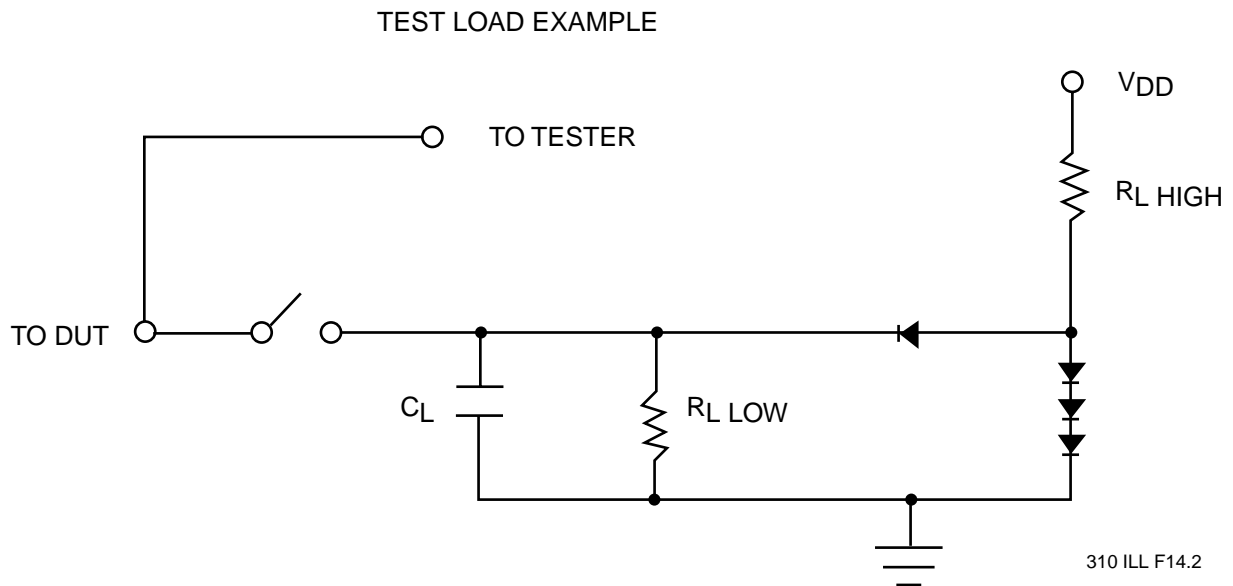 TEST LOAD EXAMPLE
VDD
TO TESTER
RL HIGH
TO DUT
CL
RL LOW
310 ILL F14.2